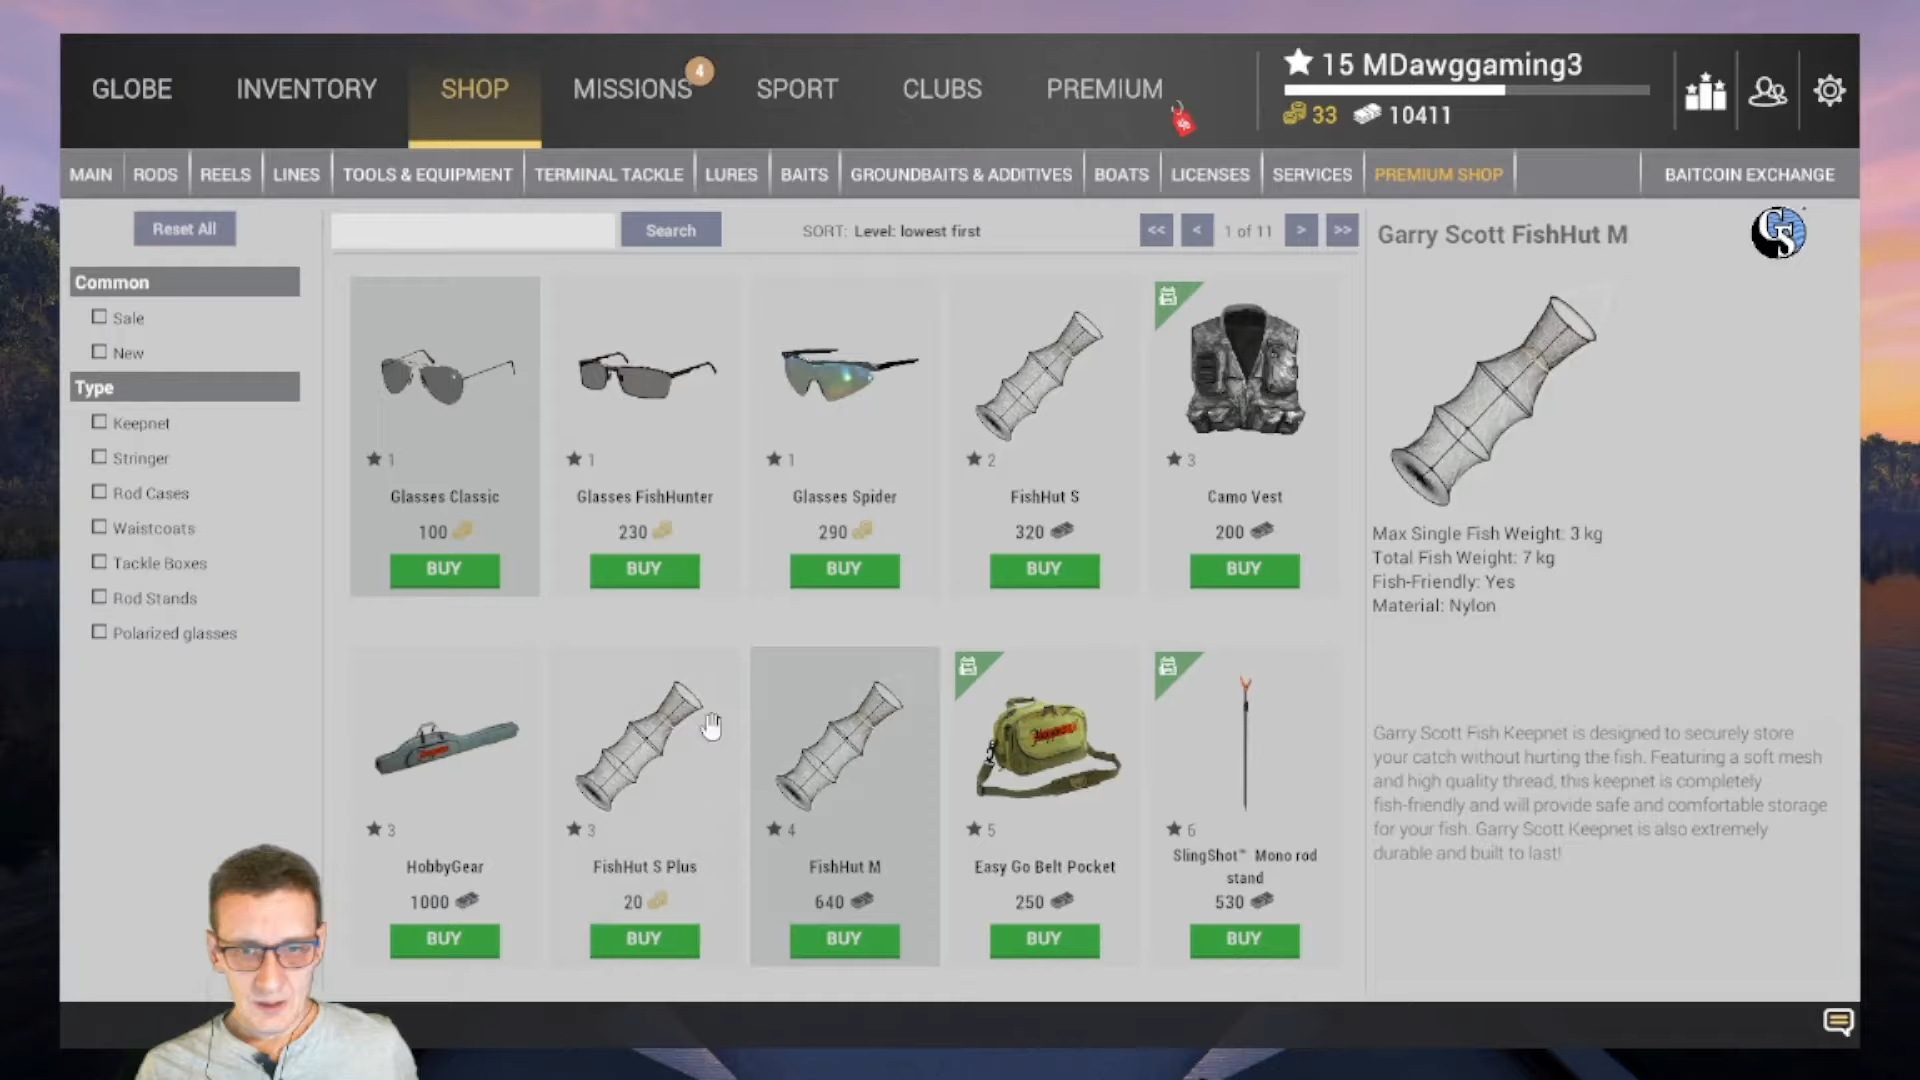 GLOBE
INVENTORY
SHOP
MISSIONS
4
SPORT
CLUBS
PREMIUM
15 MDawggaming3
33
10411
MAIN
RODS
REELS
LINES
TOOLS & EQUIPMENT
TERMINAL TACKLE
LURES
BAITS
GROUNDBAITS & ADDITIVES
BOATS
LICENSES
SERVICES
PREMIUM SHOP
BAITCOIN EXCHANGE
Reset All
Search
SORT: Level: lowest first
<<
<
1 of 11
>
>>
Common
Sale
New
Type
Keepnet
Stringer
Rod Cases
Waistcoats
Tackle Boxes
Rod Stands
Polarized glasses
1
Glasses Classic
100
BUY
1
Glasses FishHunter
230
BUY
1
Glasses Spider
290
BUY
2
FishHut S
320
BUY
3
Camo Vest
200
BUY
3
HobbyGear
1000
BUY
3
FishHut S Plus
20
BUY
4
FishHut M
640
BUY
5
Easy Go Belt Pocket
250
BUY
6
SlingShot™ Mono rod
stand
530
BUY
Garry Scott FishHut M
GS
Max Single Fish Weight: 3 kg
Total Fish Weight: 7 kg
Fish-Friendly: Yes
Material: Nylon
Garry Scott Fish Keepnet is designed to securely store
your catch without hurting the fish. Featuring a soft mesh
and high quality thread, this keepnet is completely
fish-friendly and will provide safe and comfortable storage
for your fish. Garry Scott Keepnet is also extremely
durable and built to last!